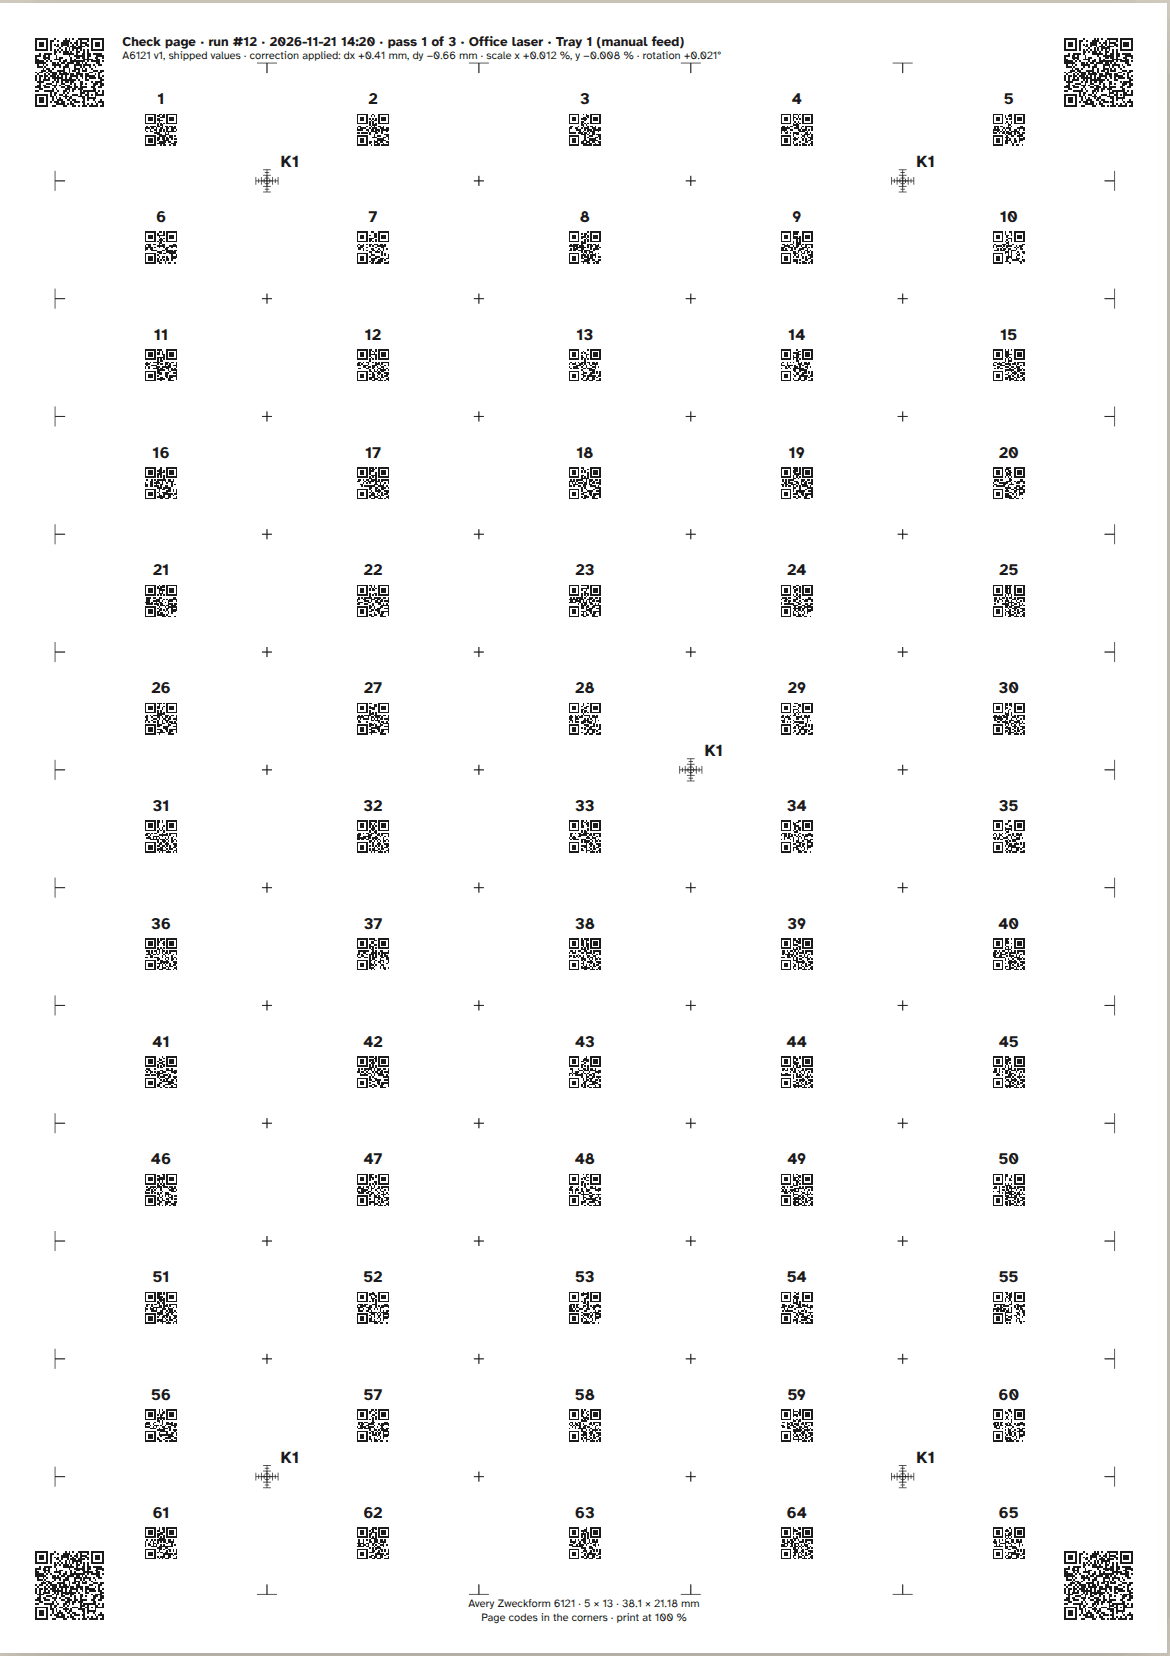 Check page · run #12 · 2026-11-21 14:20 · pass 1 of 3 · Office laser · Tray 1 (manual feed)
A6121 v1, shipped values · correction applied: dx +0.41 mm, dy −0.66 mm · scale x +0.012 %, y −0.008 % · rotation +0.021°
1 2 3 4 5
K1 K1
6 7 8 9 10
11 12 13 14 15
16 17 18 19 20
21 22 23 24 25
26 27 28 29 30
K1
31 32 33 34 35
36 37 38 39 40
41 42 43 44 45
46 47 48 49 50
51 52 53 54 55
56 57 58 59 60
K1 K1
61 62 63 64 65
Avery Zweckform 6121 · 5 × 13 · 38.1 × 21.18 mm
Page codes in the corners · print at 100 %